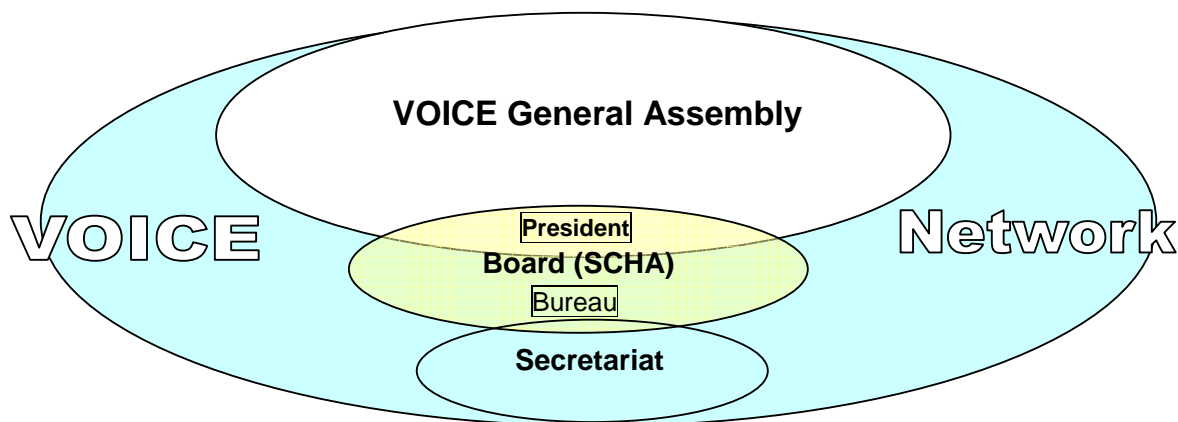 VOICE General Assembly
VOICE
Network
President
Board (SCHA)
Bureau
Secretariat